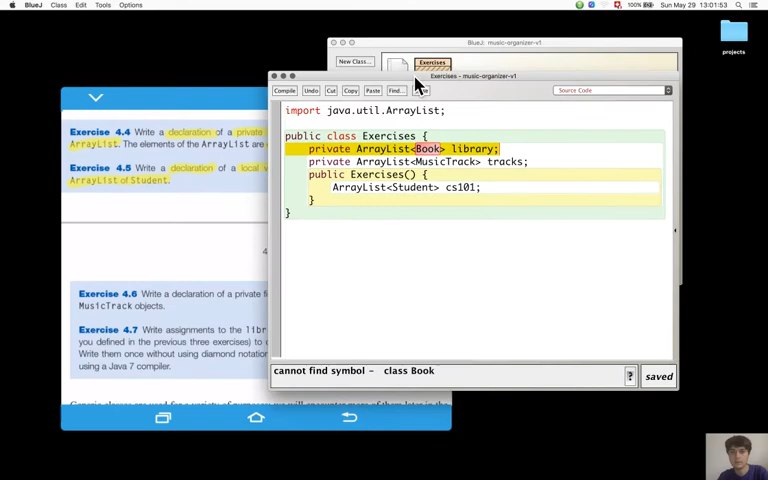 BlueJ Class Edit Tools Options
100% Sun May 29 13:01:53
projects
BlueJ: music-organizer-v1
New Class...
Exercises
Exercises - music-organizer-v1
Compile Undo Cut Copy Paste Find...
Source Code
import java.util.ArrayList;
public class Exercises {
private ArrayList<Book> library;
private ArrayList<MusicTrack> tracks;
public Exercises() {
ArrayList<Student> cs101;
}
}
cannot find symbol - class Book
? saved
Exercise 4.4 Write a declaration of a private
ArrayList. The elements of the ArrayList are
Exercise 4.5 Write a declaration of a local
ArrayList of Student.
4
Exercise 4.6 Write a declaration of a private
MusicTrack objects.
Exercise 4.7 Write assignments to the
you defined in the previous three exercises) to
Write them once without using diamond notation
using a Java 7 compiler.